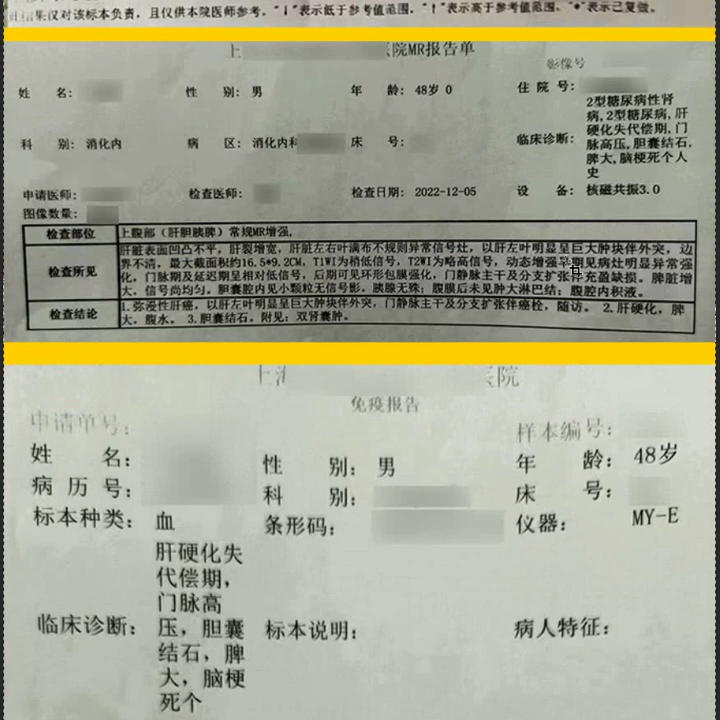 此结果仅对该标本负责，且仅供本院医师参考。"↓"表示低于参考值范围，"↑"表示高于参考值范围，"*"表示已复做。
上 医院MR报告单
影像号
姓 名: 性 别: 男 年 龄: 48岁 0 住 院 号:
科 别: 消化内 病 区: 消化内科 床 号: 临床诊断:
2型糖尿病性肾
病,2型糖尿病,肝
硬化失代偿期,门
脉高压,胆囊结石,
脾大,脑梗死个人
史
申请医师: 检查医师: 检查日期: 2022-12-05 设 备: 核磁共振3.0
图像数量:
检查部位 上腹部（肝胆胰脾）常规MR增强,
检查所见
肝脏表面凹凸不平，肝裂增宽，肝脏左右叶满布不规则异常信号灶，以肝左叶明显呈巨大肿块伴外突，边
界不清，最大截面积约16.5*9.2CM，T1WI为稍低信号，T2WI为略高信号，动态增强早期见病灶明显异常强
化，门脉期及延迟期呈相对低信号，后期可见环形包膜强化，门静脉主干及分支扩张伴充盈缺损。脾脏增
大，信号尚均匀。胆囊腔内见小颗粒无信号影。胰腺无殊；腹膜后未见肿大淋巴结；腹腔内积液。
检查结论
1.弥漫性肝癌，以肝左叶明显呈巨大肿块伴外突，门静脉主干及分支扩张伴癌栓，随访。 2.肝硬化，脾
大，腹水。 3.胆囊结石。附见：双肾囊肿。
上海 医院
免疫报告
申请单号: 样本编号:
姓 名: 性 别: 男 年 龄: 48岁
病 历 号: 科 别: 床 号:
标本种类: 血 条形码: 仪器: MY-E
临床诊断: 标本说明: 病人特征:
肝硬化失
代偿期，
门脉高
压，胆囊
结石，脾
大，脑梗
死个